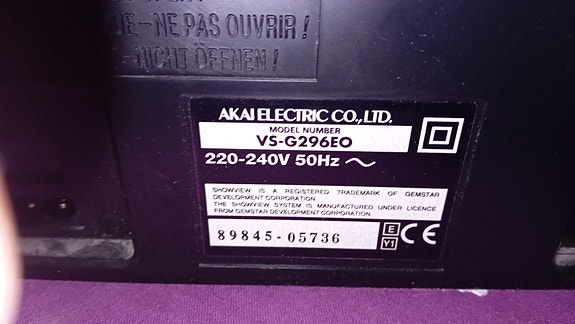 UE-NE PAS OUVRIR!
-NICHT ÖFFNEN!
AKAI ELECTRIC CO., LTD.
MODEL NUMBER
VS-G296EO
220-240V 50Hz ~
SHOWVIEW IS A REGISTERED TRADEMARK OF GEMSTAR
DEVELOPMENT CORPORATION.
THE SHOWVIEW SYSTEM IS MANUFACTURED UNDER LICENCE
FROM GEMSTAR DEVELOPMENT CORPORATION.
89845-05736
E
Y1
CE